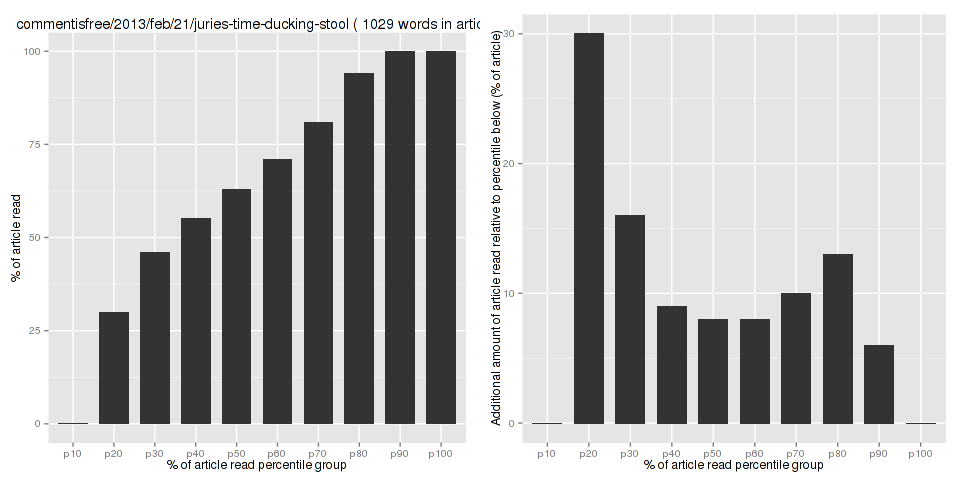 commentisfree/2013/feb/21/juries-time-ducking-stool ( 1029 words in artic
% of article read
100
75
50
25
0
p10 p20 p30 p40 p50 p60 p70 p80 p90 p100
% of article read percentile group
Additional amount of article read relative to percentile below (% of article)
30
20
10
0
p10 p20 p30 p40 p50 p60 p70 p80 p90 p100
% of article read percentile group